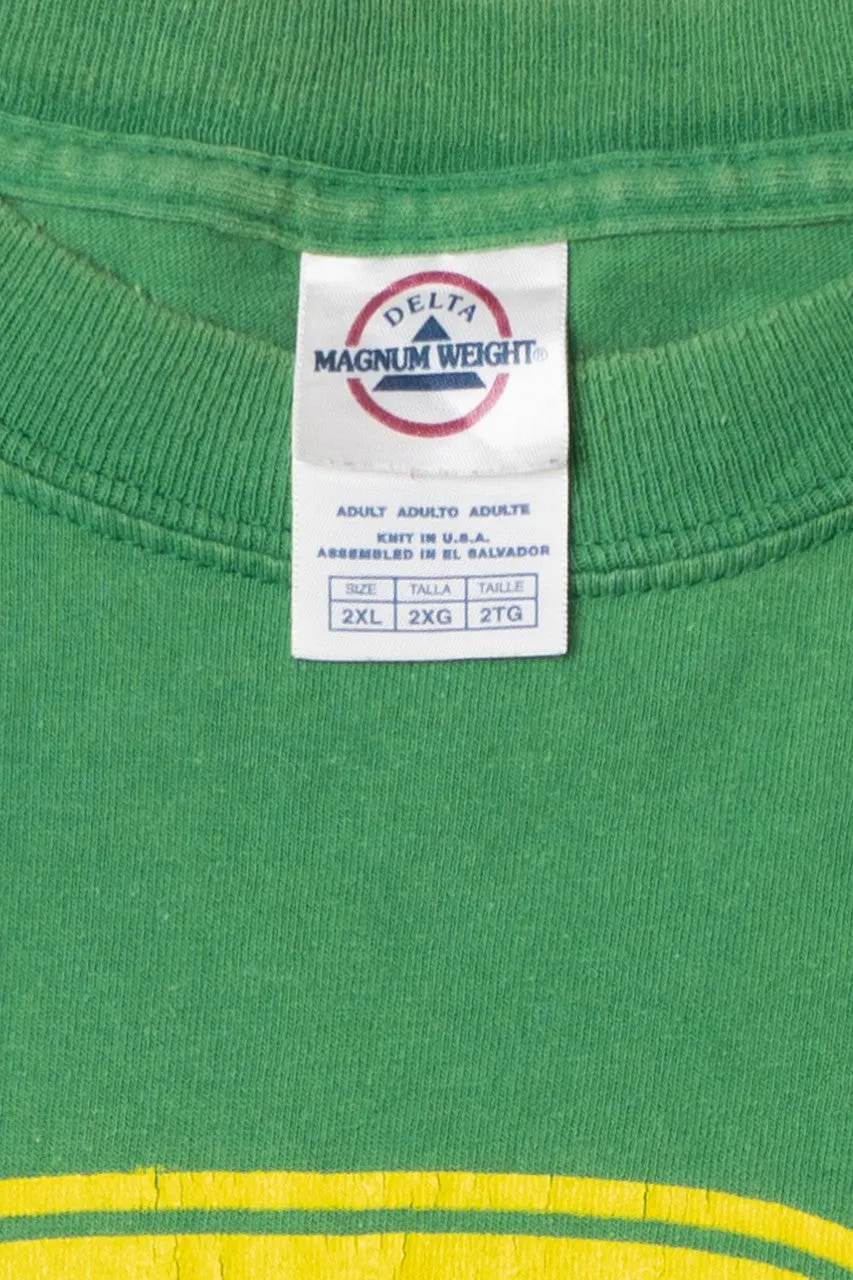 DELTA
MAGNUM WEIGHT®
ADULT ADULTO ADULTE
KNIT IN U.S.A.
ASSEMBLED IN EL SALVADOR
SIZE TALLA TAILLE
2XL 2XG 2TG